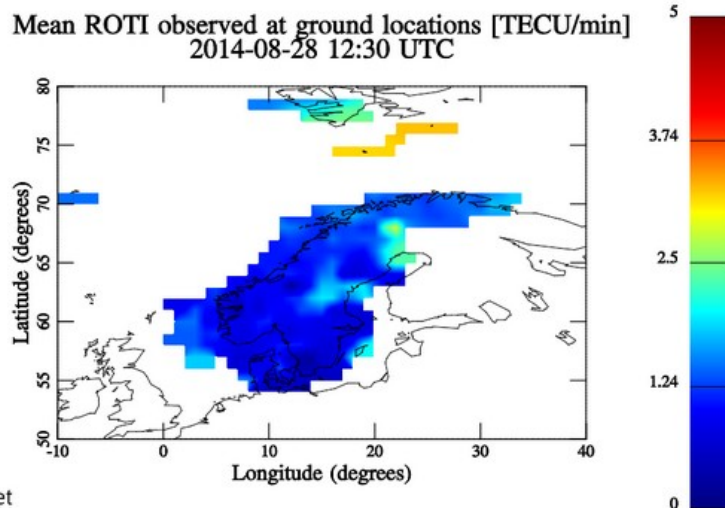 Mean ROTI observed at ground locations [TECU/min]
2014-08-28 12:30 UTC
5
3.74
2.5
1.24
0
80
75
70
65
60
55
50
Latitude (degrees)
-10 0 10 20 30 40
Longitude (degrees)
et